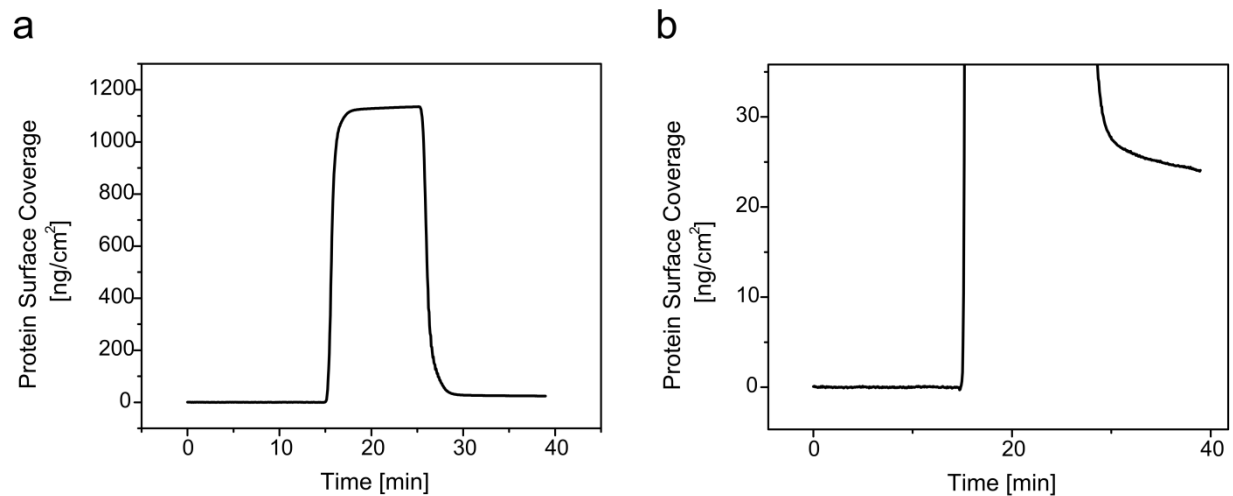 a
Protein Surface Coverage
[ng/cm²]
1200
1000
800
600
400
200
0
0 10 20 30 40
Time [min]
b
Protein Surface Coverage
[ng/cm²]
30
20
10
0
0 20 40
Time [min]